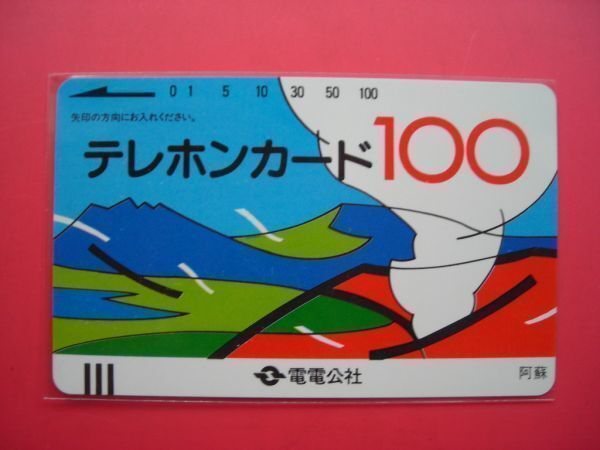 0 1 5 10 30 50 100
矢印の方向にお入れください。
テレホンカード100
電電公社
阿蘇